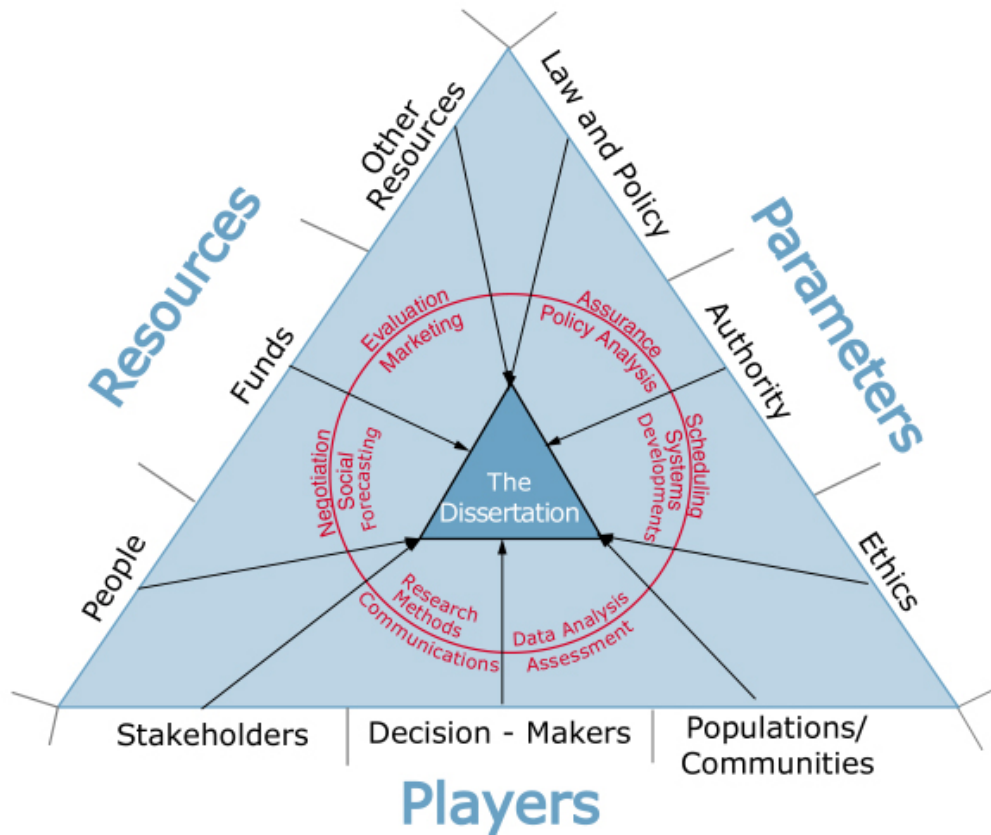 Law and Policy
Other
Resources
Resources
Parameters
Evaluation
Marketing
Assurance
Policy Analysis
Funds
Authority
Negotiation
Social
Forecasting
Scheduling
Systems
Developments
The
Dissertation
People
Ethics
Research
Methods
Communications
Data Analysis
Assessment
Stakeholders
Decision - Makers
Populations/
Communities
Players